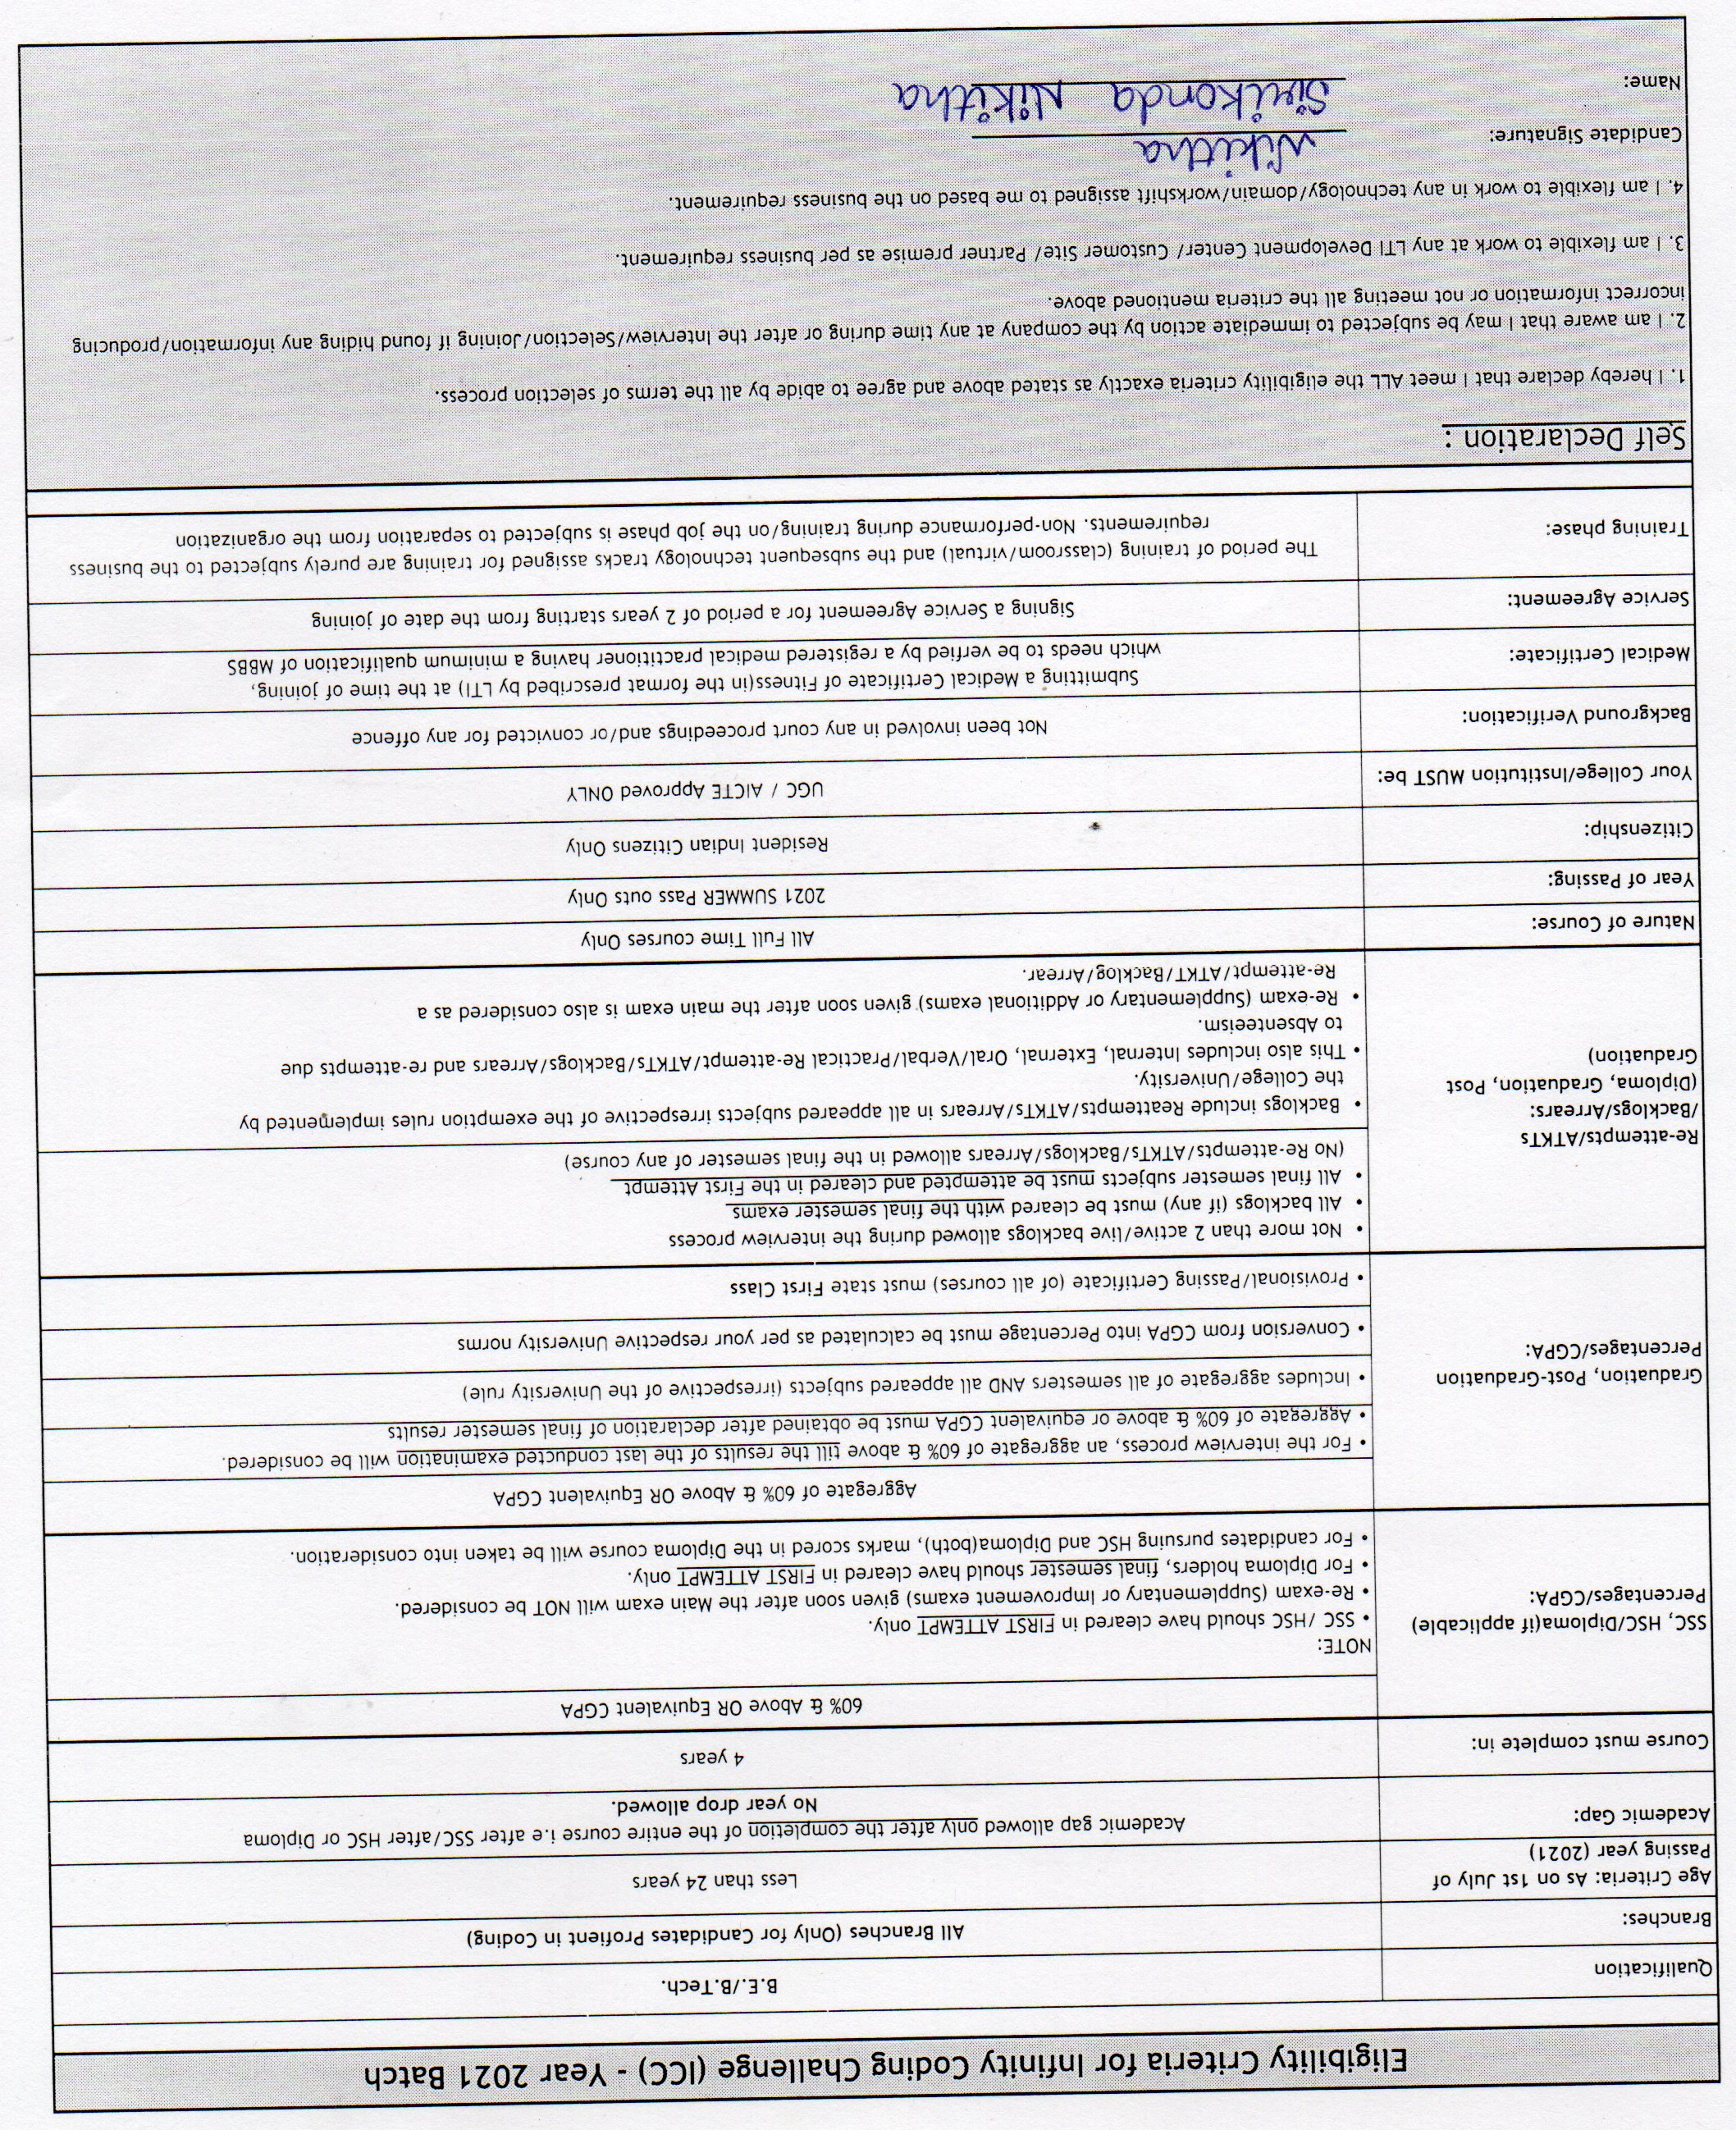 Eligibility Criteria for Infinity Coding Challenge (ICC) - Year 2021 Batch
Qualification
B.E./B.Tech.
Branches:
All Branches (Only for Candidates Profient in Coding)
Age Criteria: As on 1st July of
Passing year (2021)
Less than 24 years
Academic Gap:
Academic gap allowed only after the completion of the entire course i.e after SSC/after HSC or Diploma
No year drop allowed.
Course must complete in:
4 years
SSC, HSC/Diploma(if applicable)
Percentages/CGPA:
60% & Above OR Equivalent CGPA
NOTE:
• SSC /HSC should have cleared in FIRST ATTEMPT only.
• Re-exam (Supplementary or Improvement exams) given soon after the Main exam will NOT be considered.
• For Diploma holders, final semester should have cleared in FIRST ATTEMPT only.
• For candidates pursuing HSC and Diploma(both), marks scored in the Diploma course will be taken into consideration.
Graduation, Post-Graduation
Percentages/CGPA:
Aggregate of 60% & Above OR Equivalent CGPA
• For the interview process, an aggregate of 60% & above till the results of the last conducted examination will be considered.
• Aggregate of 60% & above or equivalent CGPA must be obtained after declaration of final semester results
• Includes aggregate of all semesters AND all appeared subjects (irrespective of the University rule)
• Conversion from CGPA into Percentage must be calculated as per your respective University norms
• Provisional/Passing Certificate (of all courses) must state First Class
Re-attempts/ATKTs
/Backlogs/Arrears:
(Diploma, Graduation, Post
Graduation)
• Not more than 2 active/live backlogs allowed during the interview process
• All backlogs (if any) must be cleared with the final semester exams
• All final semester subjects must be attempted and cleared in the First Attempt
(No Re-attempts/ATKTs/Backlogs/Arrears allowed in the final semester of any course)
• Backlogs include Reattempts/ATKTs/Arrears in all appeared subjects irrespective of the exemption rules implemented by
the College/University.
• This also includes Internal, External, Oral/Verbal/Practical Re-attempt/ATKTs/Backlogs/Arrears and re-attempts due
to Absenteeism.
• Re-exam (Supplementary or Additional exams) given soon after the main exam is also considered as a
Re-attempt/ATKT/Backlog/Arrear.
Nature of Course:
All Full Time courses Only
Year of Passing:
2021 SUMMER Pass outs Only
Citizenship:
Resident Indian Citizens Only
Your College/Institution MUST be:
UGC / AICTE Approved ONLY
Background Verification:
Not been involved in any court proceedings and/or convicted for any offence
Medical Certificate:
Submitting a Medical Certificate of Fitness(in the format prescribed by LTI) at the time of joining,
which needs to be verfied by a registered medical practitioner having a minimum qualification of MBBS
Service Agreement:
Signing a Service Agreement for a period of 2 years starting from the date of joining
Training phase:
The period of training (classroom/virtual) and the subsequent technology tracks assigned for training are purely subjected to the business
requirements. Non-performance during training/on the job phase is subjected to separation from the organization
Self Declaration :
1. I hereby declare that I meet ALL the eligibility criteria exactly as stated above and agree to abide by all the terms of selection process.
2. I am aware that I may be subjected to immediate action by the company at any time during or after the Interview/Selection/Joining if found hiding any information/producing
incorrect information or not meeting all the criteria mentioned above.
3. I am flexible to work at any LTI Development Center/ Customer Site/ Partner premise as per business requirement.
4. I am flexible to work in any technology/domain/workshift assigned to me based on the business requirement.
Candidate Signature: Nikitha
Name: Sirikonda Nikitha